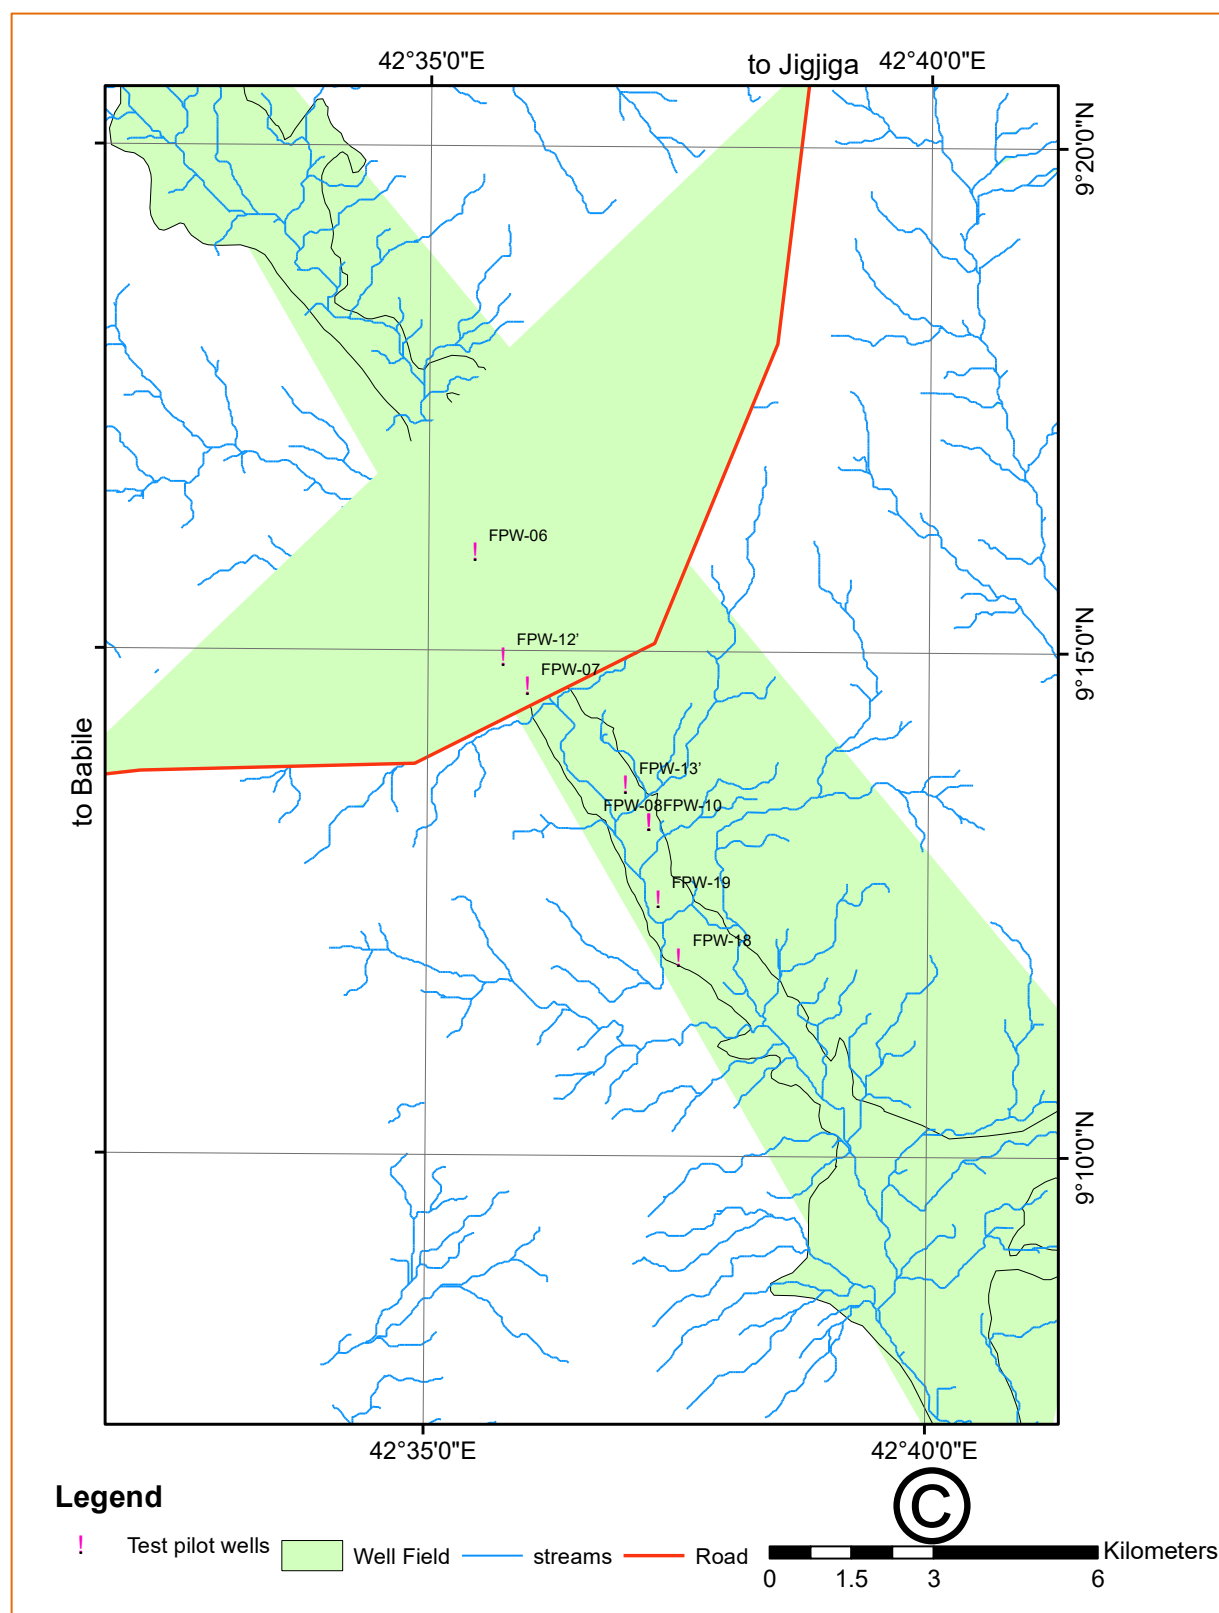 42°35'0"E
to Jigjiga
42°40'0"E
9°20'0"N
FPW-06
FPW-12'
FPW-07
9°15'0"N
to Babile
FPW-13'
FPW-08
FPW-10
FPW-19
FPW-18
9°10'0"N
42°35'0"E
42°40'0"E
©
Legend
! Test pilot wells
Well Field
streams
Road
Kilometers
0 1.5 3 6